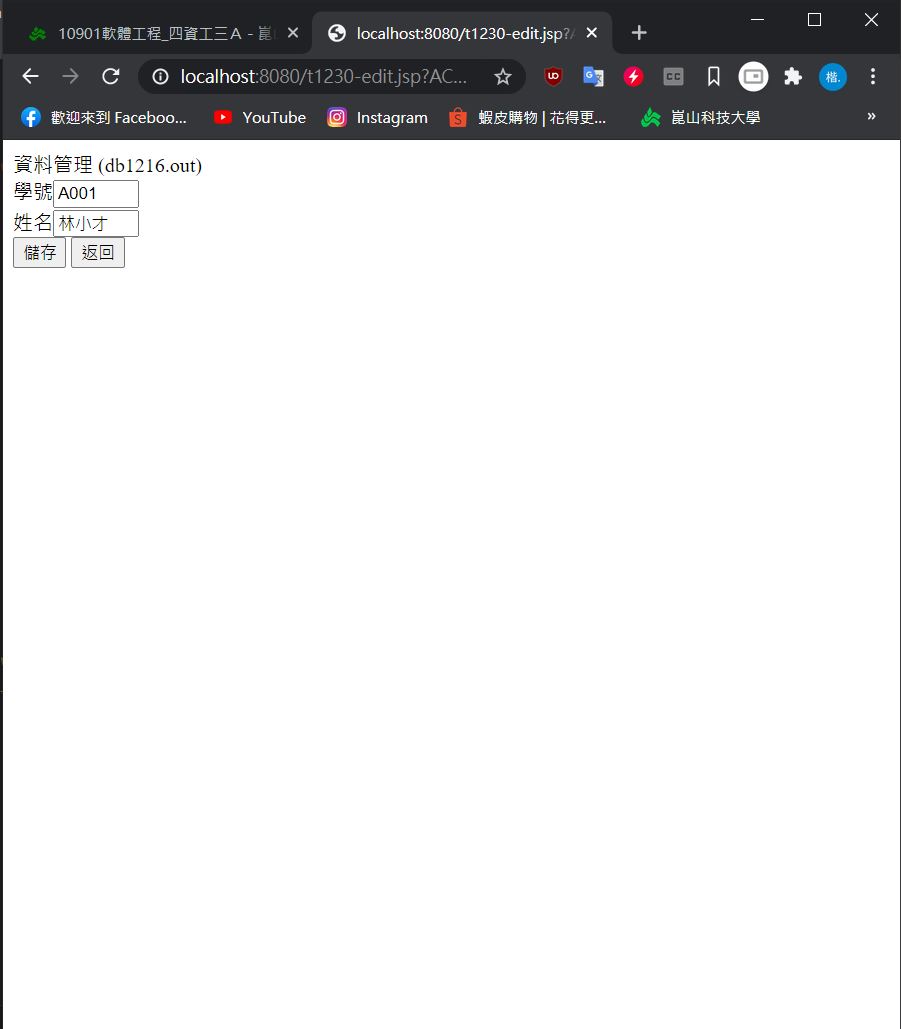 10901軟體工程_四資工三A - 崑
localhost:8080/t1230-edit.jsp?A
localhost:8080/t1230-edit.jsp?AC...
UD
G
CC
楷.
歡迎來到 Faceboo...
YouTube
Instagram
蝦皮購物 | 花得更...
崑山科技大學
»
資料管理 (db1216.out)
學號 A001
姓名 林小才
儲存 返回